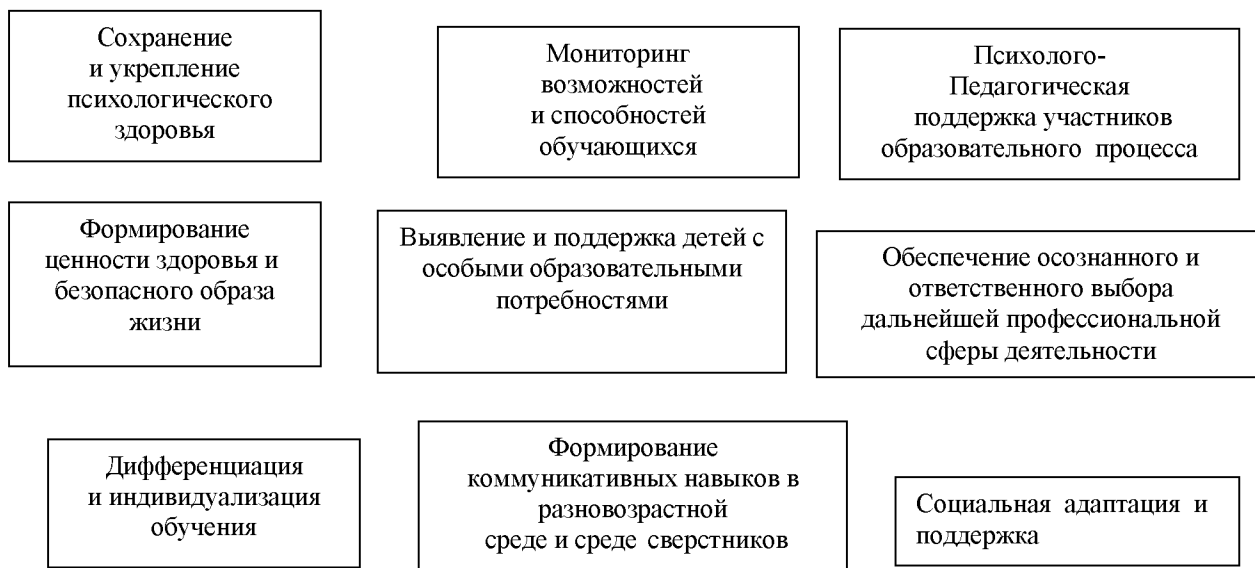 Сохранение
и укрепление
психологического
здоровья
Мониторинг
возможностей
и способностей
обучающихся
Психолого-
Педагогическая
поддержка участников
образовательного процесса
Формирование
ценности здоровья и
безопасного образа
жизни
Выявление и поддержка детей с
особыми образовательными
потребностями
Обеспечение осознанного и
ответственного выбора
дальнейшей профессиональной
сферы деятельности
Дифференциация
и индивидуализация
обучения
Формирование
коммуникативных навыков в
разновозрастной
среде и среде сверстников
Социальная адаптация и
поддержка